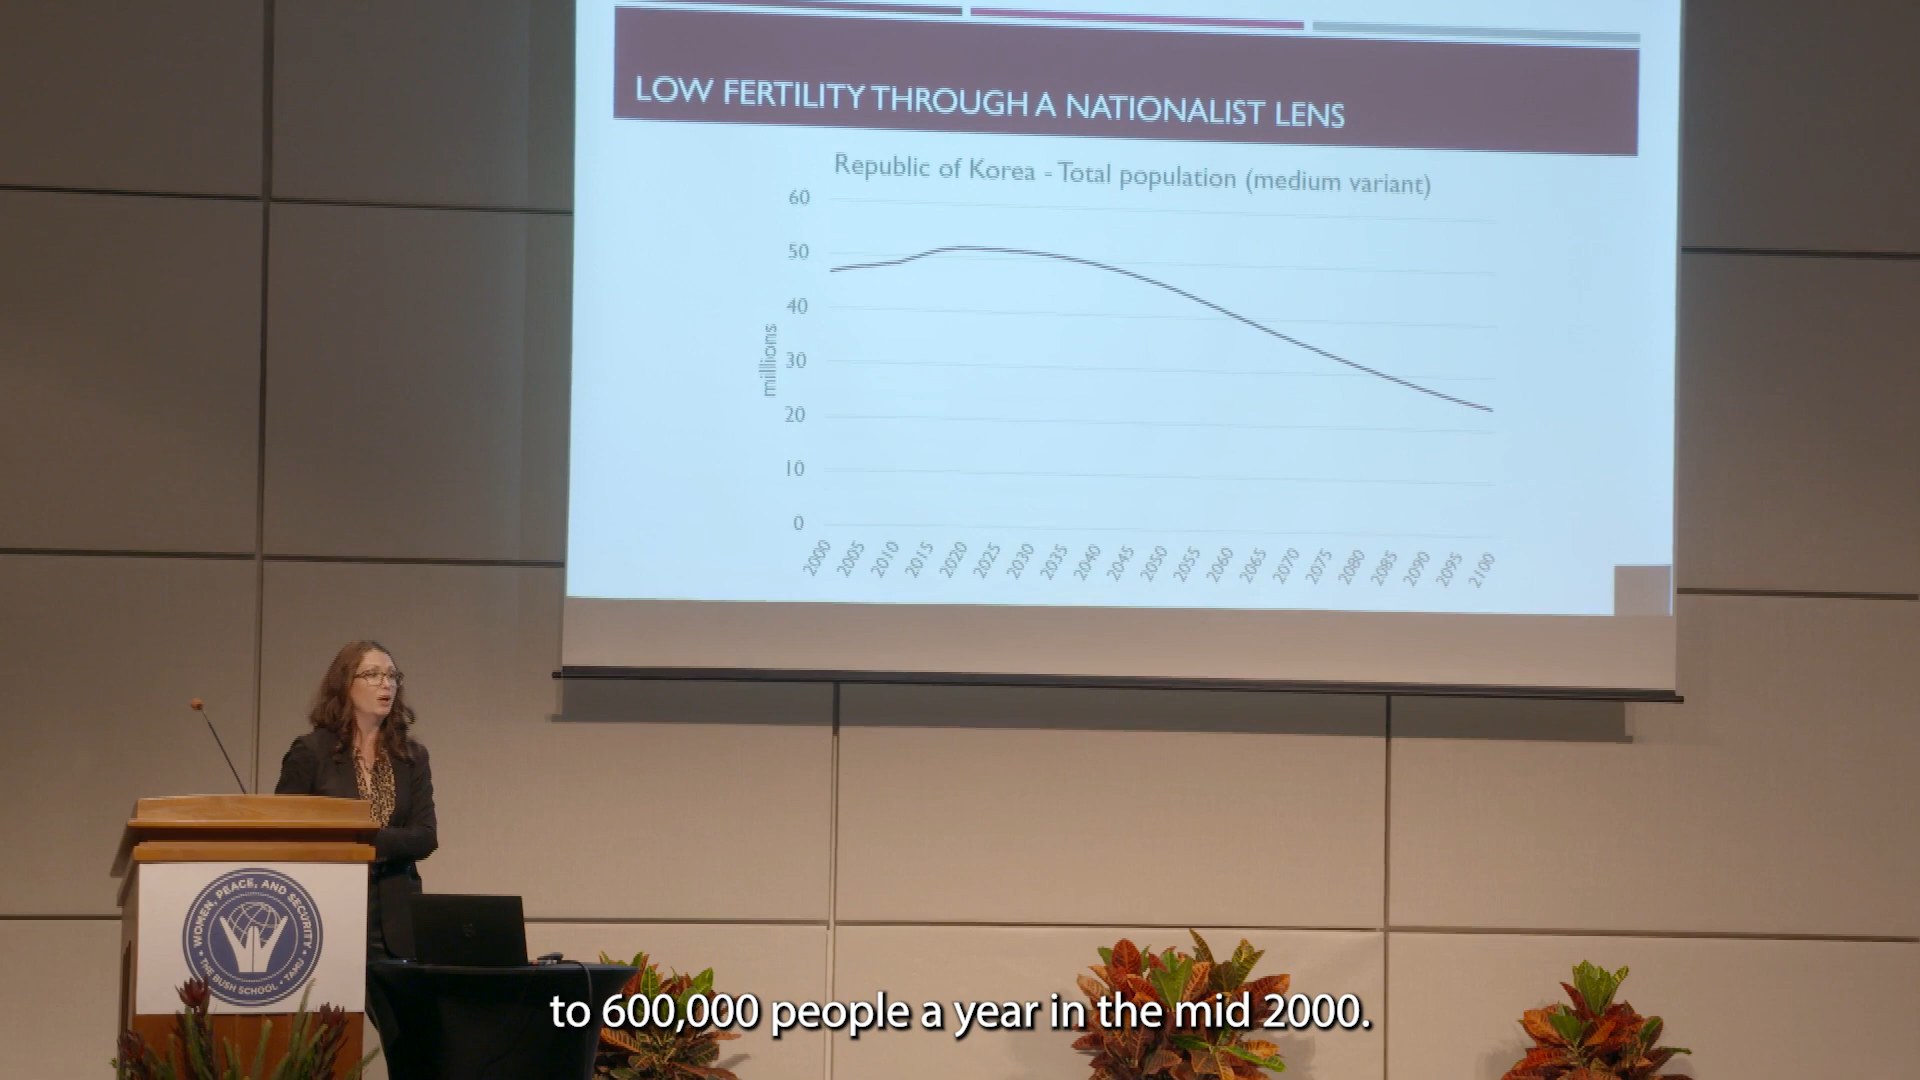 LOW FERTILITY THROUGH A NATIONALIST LENS
Republic of Korea - Total population (medium variant)
60
50
40
30
20
10
0
millions
2000 2005 2010 2015 2020 2025 2030 2035 2040 2045 2050 2055 2060 2065 2070 2075 2080 2085 2090 2095 2100
WOMEN, PEACE, AND SECURITY
THE BUSH SCHOOL • TAMU
to 600,000 people a year in the mid 2000.